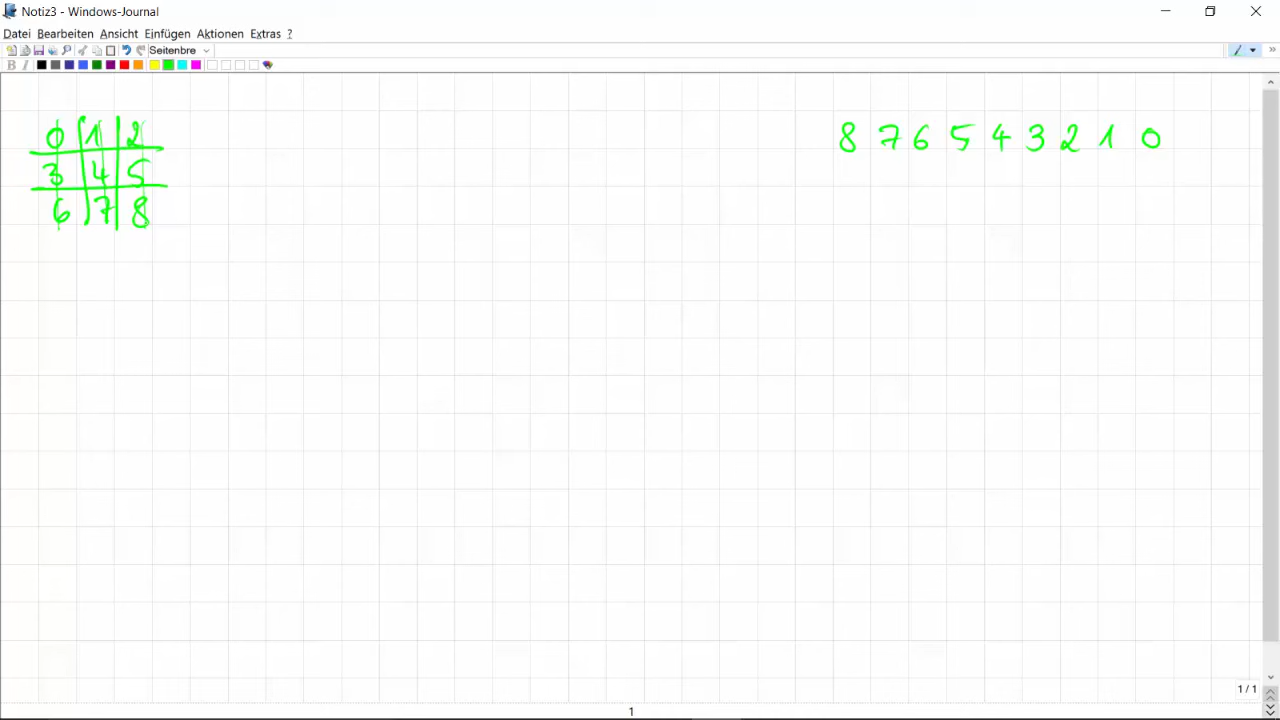 Notiz3 - Windows-Journal
Datei Bearbeiten Ansicht Einfügen Aktionen Extras ?
Seitenbre
B I
0 1 2
3 4 5
6 7 8
8 7 6 5 4 3 2 1 0
1 / 1
1